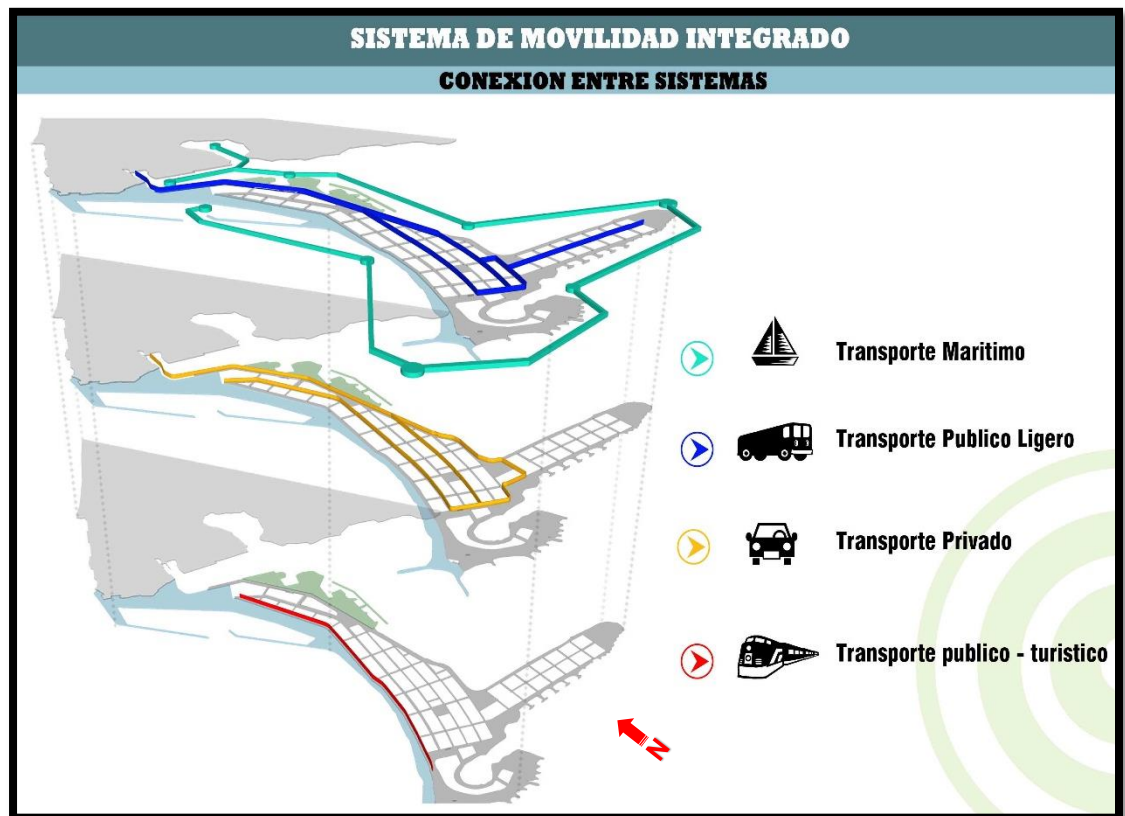 SISTEMA DE MOVILIDAD INTEGRADO
CONEXION ENTRE SISTEMAS
Transporte Maritimo
Transporte Publico Ligero
Transporte Privado
Transporte publico - turistico
N